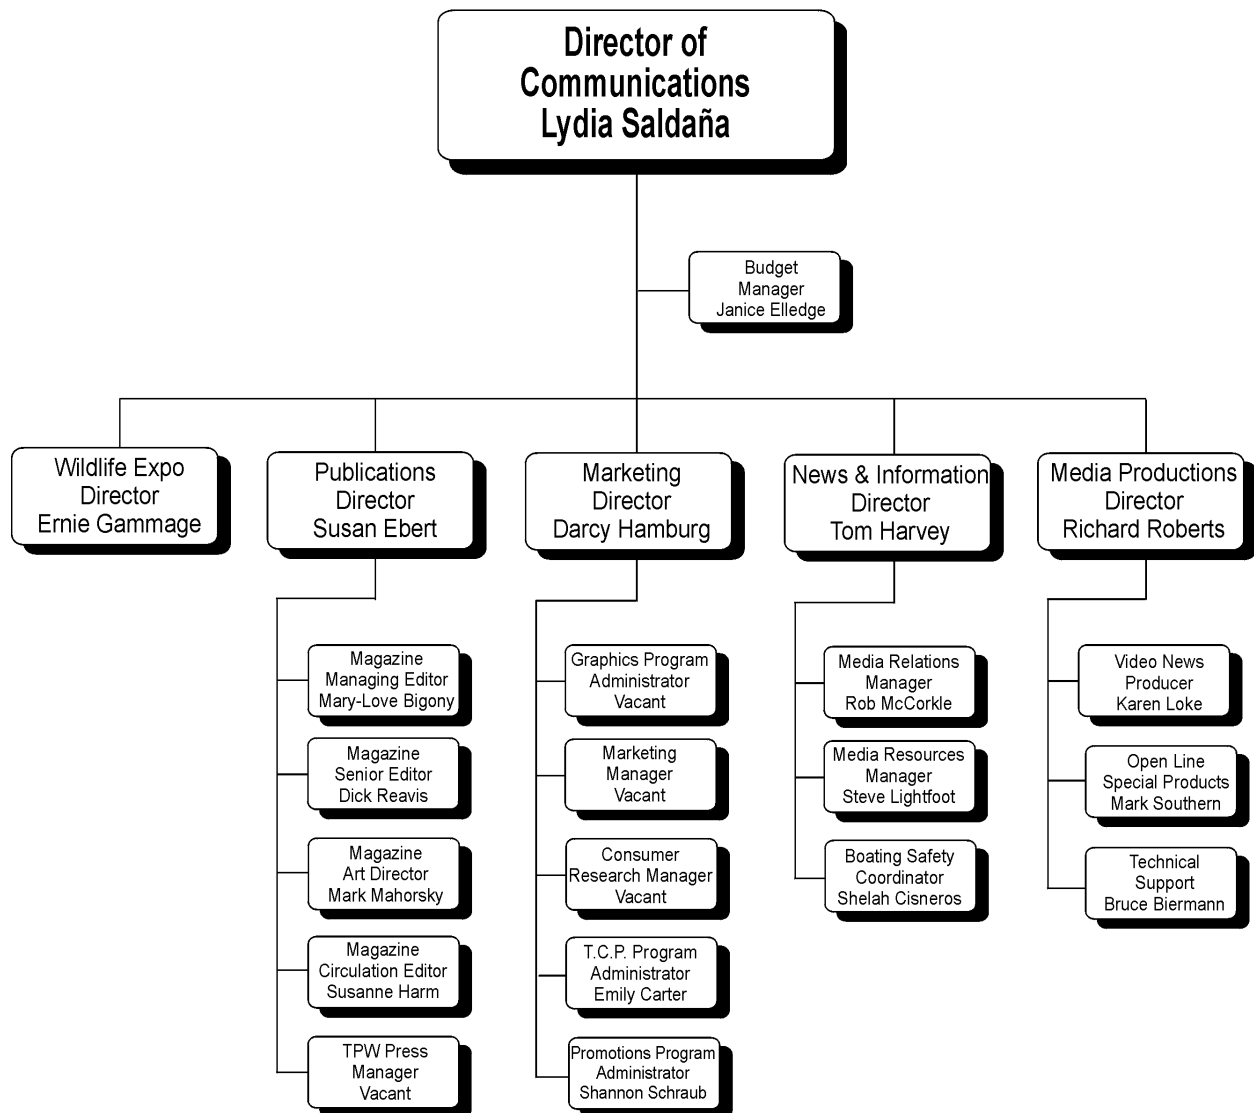 Director of
Communications
Lydia Saldaña
Budget
Manager
Janice Elledge
Wildlife Expo
Director
Ernie Gammage
Publications
Director
Susan Ebert
Marketing
Director
Darcy Hamburg
News & Information
Director
Tom Harvey
Media Productions
Director
Richard Roberts
Magazine
Managing Editor
Mary-Love Bigony
Magazine
Senior Editor
Dick Reavis
Magazine
Art Director
Mark Mahorsky
Magazine
Circulation Editor
Susanne Harm
TPW Press
Manager
Vacant
Graphics Program
Administrator
Vacant
Marketing
Manager
Vacant
Consumer
Research Manager
Vacant
T.C.P. Program
Administrator
Emily Carter
Promotions Program
Administrator
Shannon Schraub
Media Relations
Manager
Rob McCorkle
Media Resources
Manager
Steve Lightfoot
Boating Safety
Coordinator
Shelah Cisneros
Video News
Producer
Karen Loke
Open Line
Special Products
Mark Southern
Technical
Support
Bruce Biermann